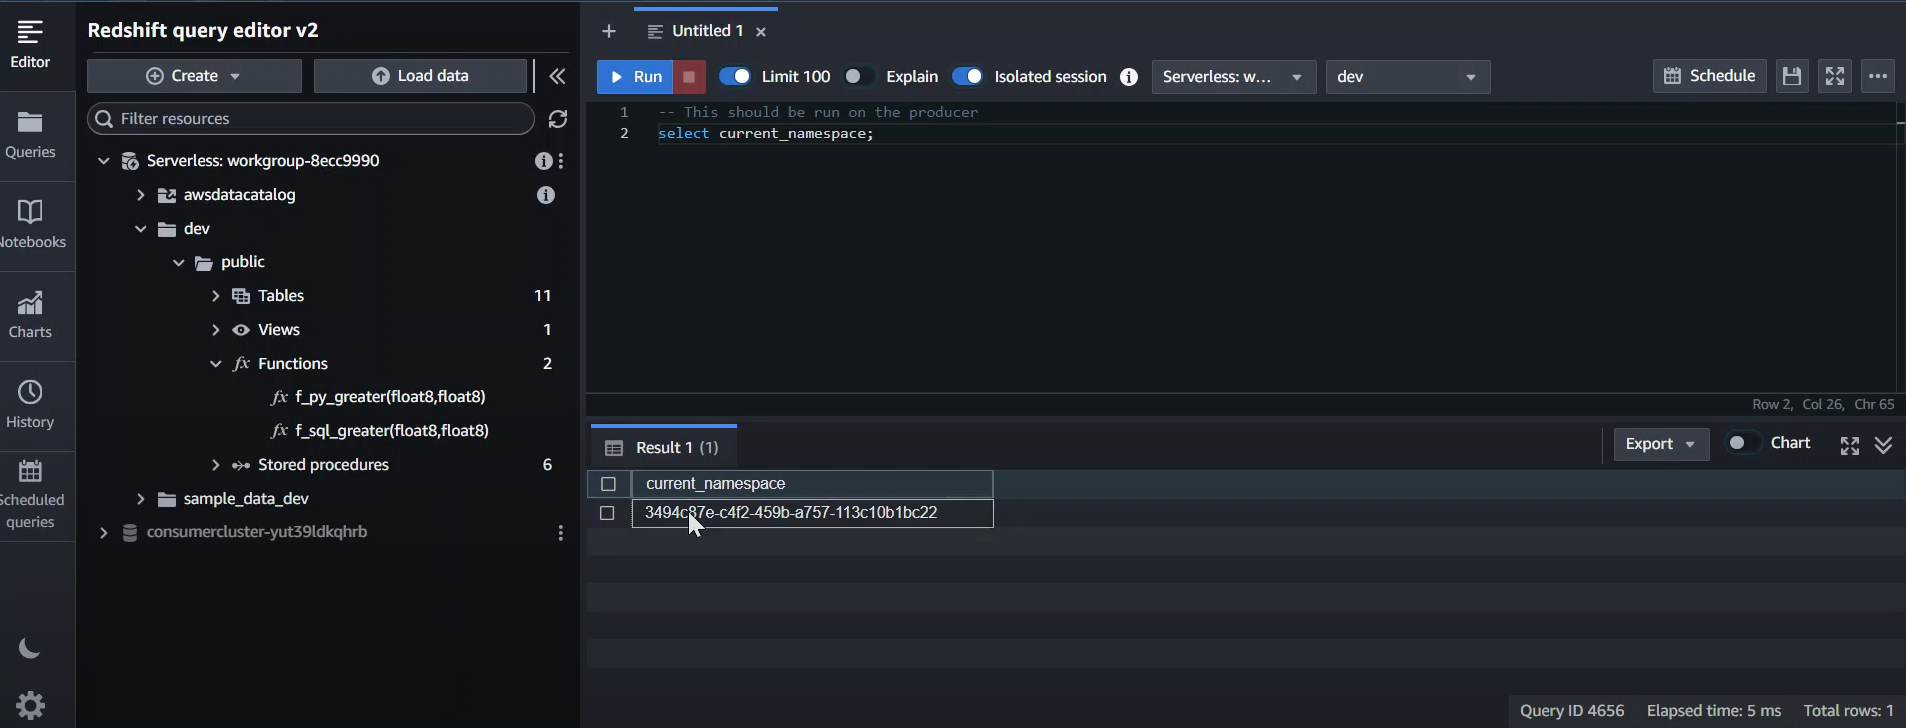 Editor
Queries
Notebooks
Charts
History
Scheduled
queries
Redshift query editor v2
Create
Load data
Filter resources
Serverless: workgroup-8ecc9990
awsdatacatalog
dev
public
Tables 11
Views 1
fx Functions 2
fx f_py_greater(float8,float8)
fx f_sql_greater(float8,float8)
Stored procedures 6
sample_data_dev
consumercluster-yut39ldkqhrb
Untitled 1
Run Limit 100 Explain Isolated session Serverless: w... dev Schedule
1 -- This should be run on the producer
2 select current_namespace;
Row 2, Col 26, Chr 65
Result 1 (1) Export Chart
current_namespace
3494c87e-c4f2-459b-a757-113c10b1bc22
Query ID 4656 Elapsed time: 5 ms Total rows: 1